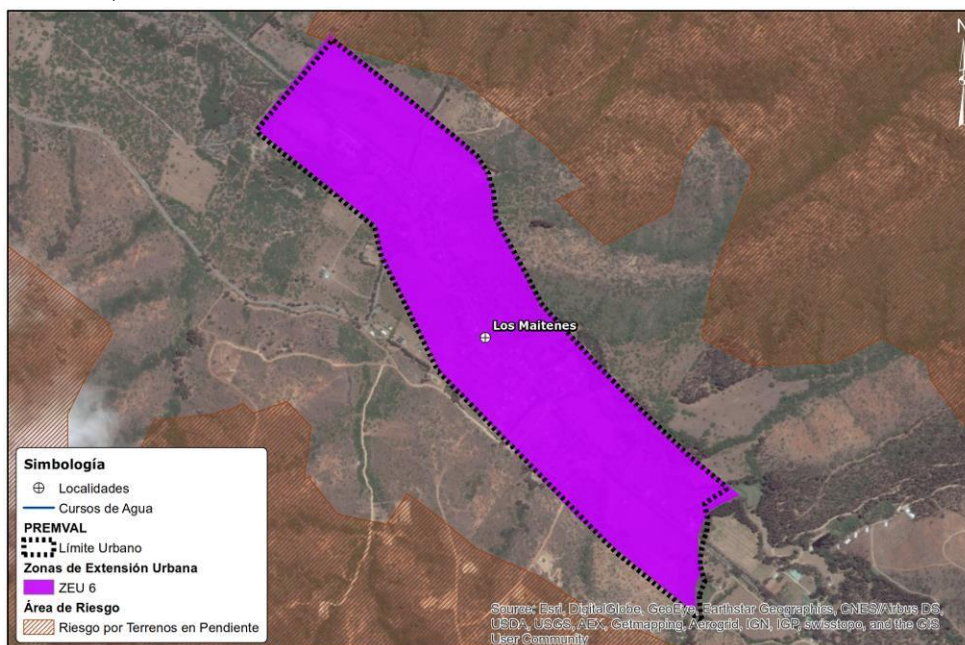 N
Los Maitenes
Simbología
Localidades
Cursos de Agua
PREMVAL
Límite Urbano
Zonas de Extensión Urbana
ZEU 6
Área de Riesgo
Riesgo por Terrenos en Pendiente
Source: Esri, DigitalGlobe, GeoEye, Earthstar Geographics, CNES/Airbus DS,
USDA, USGS, AEX, Getmapping, Aerogrid, IGN, IGP, swisstopo, and the GIS
User Community